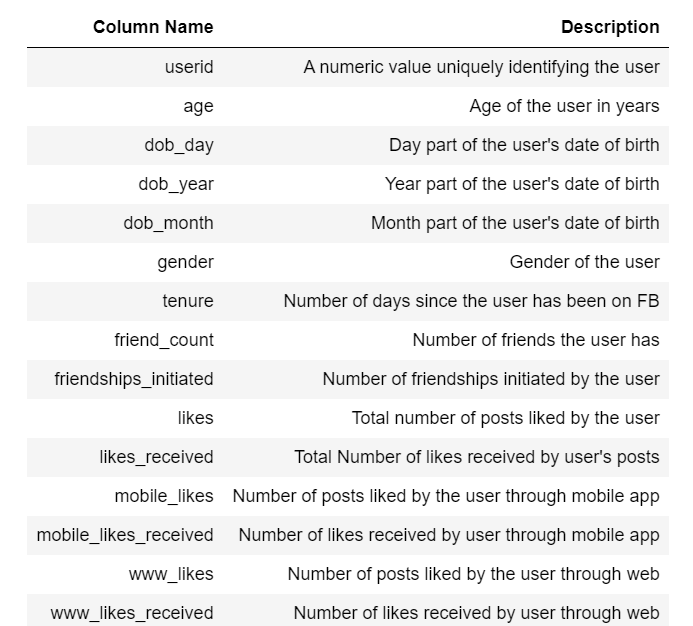 Column Name Description
userid A numeric value uniquely identifying the user
age Age of the user in years
dob_day Day part of the user's date of birth
dob_year Year part of the user's date of birth
dob_month Month part of the user's date of birth
gender Gender of the user
tenure Number of days since the user has been on FB
friend_count Number of friends the user has
friendships_initiated Number of friendships initiated by the user
likes Total number of posts liked by the user
likes_received Total Number of likes received by user's posts
mobile_likes Number of posts liked by the user through mobile app
mobile_likes_received Number of likes received by user through mobile app
www_likes Number of posts liked by the user through web
www_likes_received Number of likes received by user through web